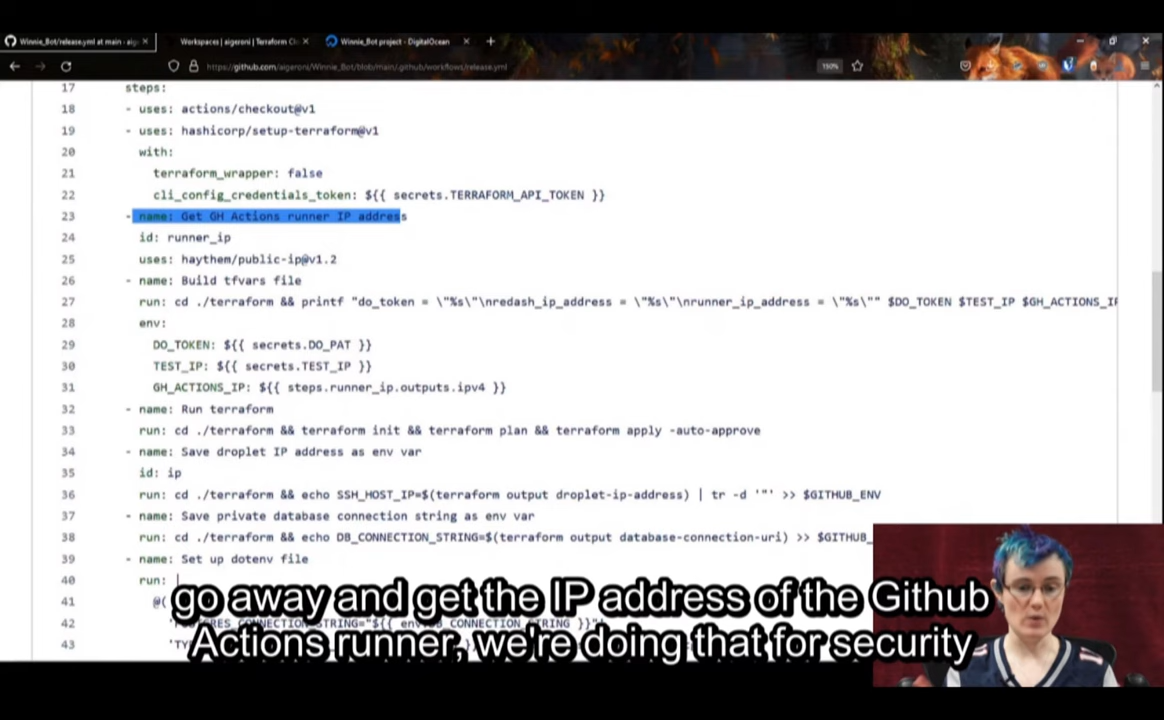 Winnie_Bot/release.yml at main · aig
Workspaces | aigeroni | Terraform Cl
Winnie_Bot project - DigitalOcean
https://github.com/aigeroni/Winnie_Bot/blob/main/.github/workflows/release.yml
150%
17 steps:
18 - uses: actions/checkout@v1
19 - uses: hashicorp/setup-terraform@v1
20 with:
21 terraform_wrapper: false
22 cli_config_credentials_token: ${{ secrets.TERRAFORM_API_TOKEN }}
23 - name: Get GH Actions runner IP address
24 id: runner_ip
25 uses: haythem/public-ip@v1.2
26 - name: Build tfvars file
27 run: cd ./terraform && printf "do_token = \"%s\"\nredash_ip_address = \"%s\"\nrunner_ip_address = \"%s\"" $DO_TOKEN $TEST_IP $GH_ACTIONS_IP
28 env:
29 DO_TOKEN: ${{ secrets.DO_PAT }}
30 TEST_IP: ${{ secrets.TEST_IP }}
31 GH_ACTIONS_IP: ${{ steps.runner_ip.outputs.ipv4 }}
32 - name: Run terraform
33 run: cd ./terraform && terraform init && terraform plan && terraform apply -auto-approve
34 - name: Save droplet IP address as env var
35 id: ip
36 run: cd ./terraform && echo SSH_HOST_IP=$(terraform output droplet-ip-address) | tr -d '"' >> $GITHUB_ENV
37 - name: Save private database connection string as env var
38 run: cd ./terraform && echo DB_CONNECTION_STRING=$(terraform output database-connection-uri) >> $GITHUB_
39 - name: Set up dotenv file
40 run: |
41 @(
42
43
go away and get the IP address of the Github
Actions runner, we're doing that for security